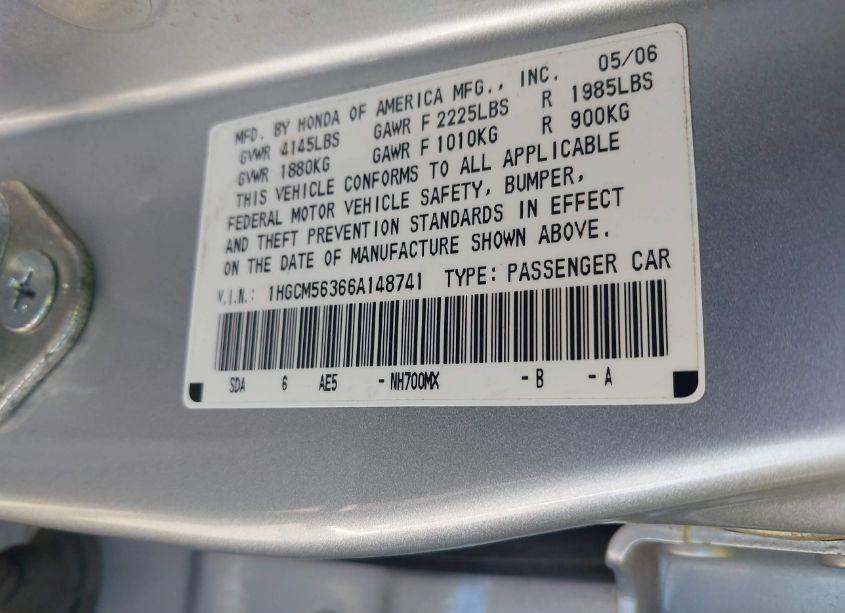 05/06
MFD. BY HONDA OF AMERICA MFG., INC.
GVWR 4145LBS GAWR F 2225LBS R 1985LBS
GVWR 1880KG GAWR F 1010KG R 900KG
THIS VEHICLE CONFORMS TO ALL APPLICABLE
FEDERAL MOTOR VEHICLE SAFETY, BUMPER,
AND THEFT PREVENTION STANDARDS IN EFFECT
ON THE DATE OF MANUFACTURE SHOWN ABOVE.
V.I.N.: 1HGCM56366A148741 TYPE: PASSENGER CAR
SDA 6 AE5 - NH700MX - B - A